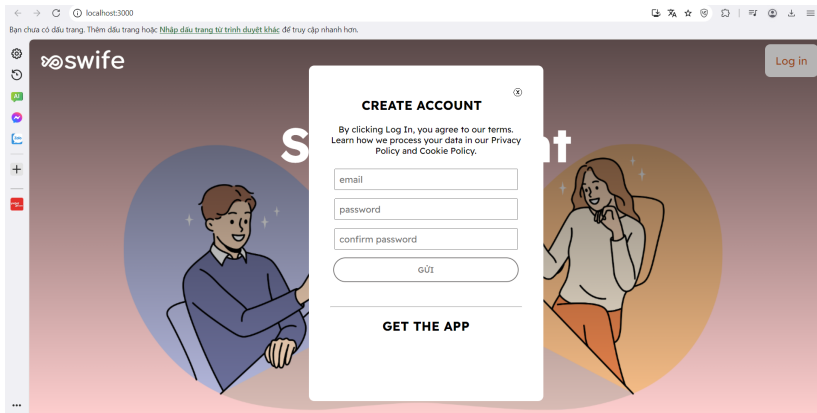 localhost:3000
Bạn chưa có dấu trang. Thêm dấu trang hoặc Nhập dấu trang từ trình duyệt khác để truy cập nhanh hơn.
swife
Log in
CREATE ACCOUNT
By clicking Log In, you agree to our terms.
Learn how we process your data in our Privacy
Policy and Cookie Policy.
email
password
confirm password
GỬI
GET THE APP
AI
S
t